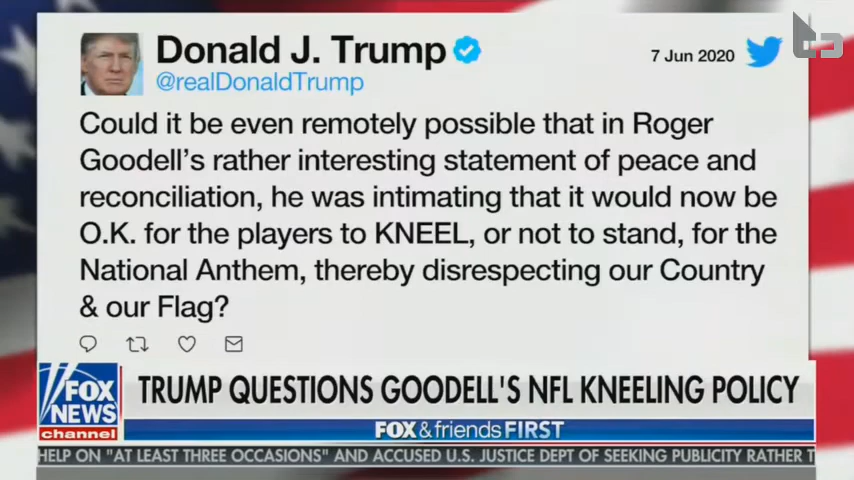 Donald J. Trump
@realDonaldTrump
7 Jun 2020
Could it be even remotely possible that in Roger
Goodell's rather interesting statement of peace and
reconciliation, he was intimating that it would now be
O.K. for the players to KNEEL, or not to stand, for the
National Anthem, thereby disrespecting our Country
& our Flag?
FOX
NEWS
channel
TRUMP QUESTIONS GOODELL'S NFL KNEELING POLICY
FOX & friends FIRST
HELP ON "AT LEAST THREE OCCASIONS" AND ACCUSED U.S. JUSTICE DEPT OF SEEKING PUBLICITY RATHER T